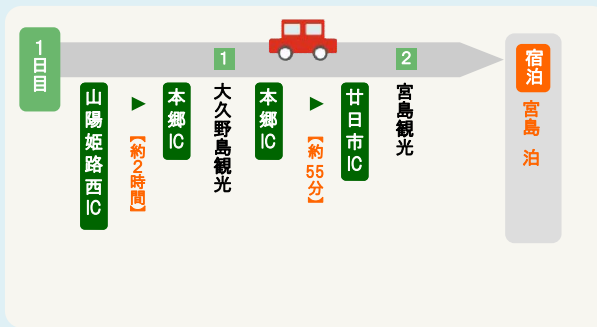 1日目
山陽姫路西IC
▶
【約2時間】
本郷IC
1
大久野島観光
本郷IC
▶
【約55分】
廿日市IC
2
宮島観光
宿泊
宮島 泊